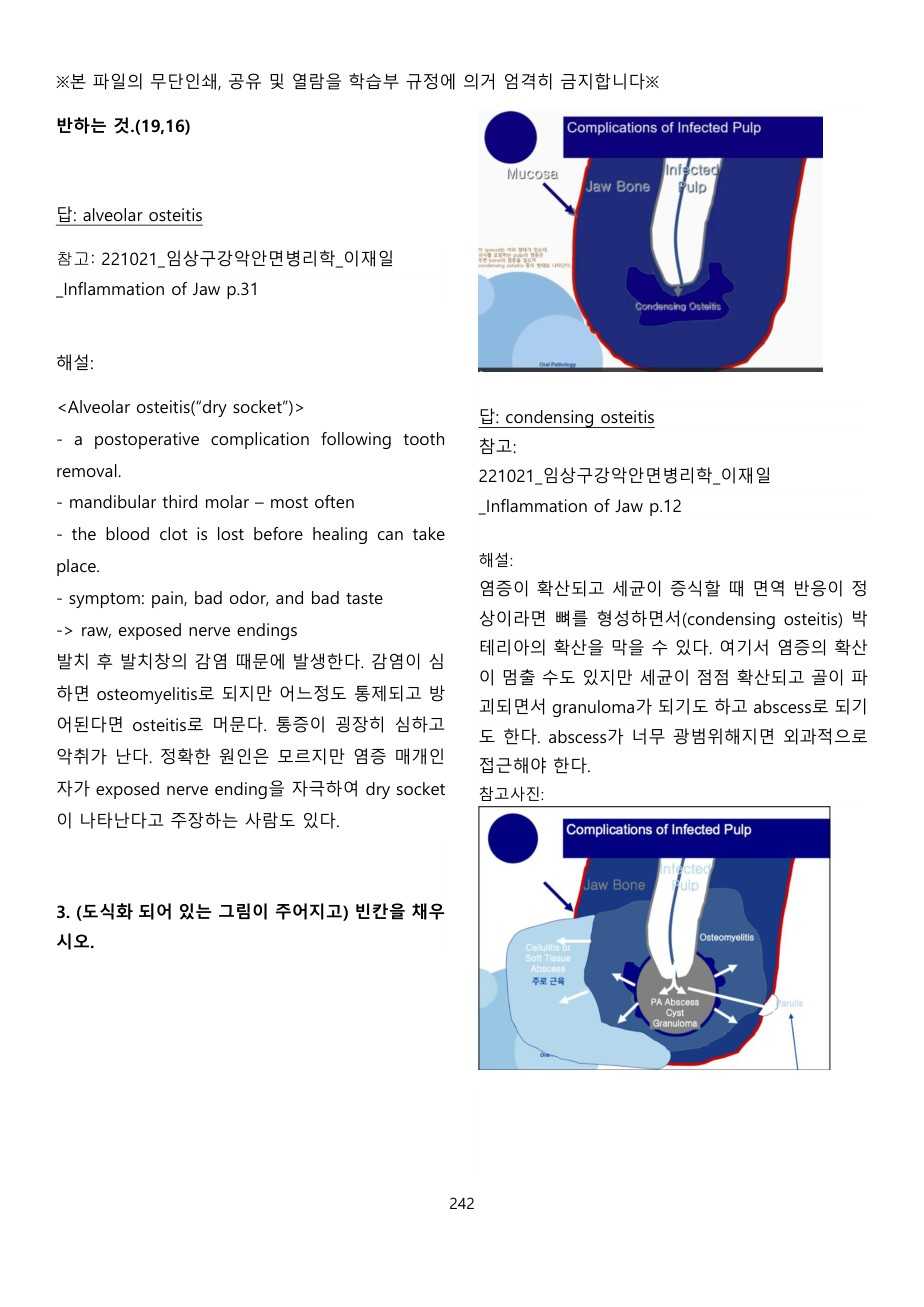 ※본 파일의 무단인쇄, 공유 및 열람을 학습부 규정에 의거 엄격히 금지합니다※
반하는 것.(19,16)
답: alveolar osteitis
참고: 221021_임상구강악안면병리학_이재일
_Inflammation of Jaw p.31
해설:
<Alveolar osteitis(“dry socket”)>
- a postoperative complication following tooth
removal.
- mandibular third molar – most often
- the blood clot is lost before healing can take
place.
- symptom: pain, bad odor, and bad taste
-> raw, exposed nerve endings
발치 후 발치창의 감염 때문에 발생한다. 감염이 심
하면 osteomyelitis로 되지만 어느정도 통제되고 방
어된다면 osteitis로 머문다. 통증이 굉장히 심하고
악취가 난다. 정확한 원인은 모르지만 염증 매개인
자가 exposed nerve ending을 자극하여 dry socket
이 나타난다고 주장하는 사람도 있다.
3. (도식화 되어 있는 그림이 주어지고) 빈칸을 채우
시오.
Complications of Infected Pulp
Mucosa
Jaw Bone
Infected
Pulp
Condensing Osteitis
Oral Pathology
답: condensing osteitis
참고:
221021_임상구강악안면병리학_이재일
_Inflammation of Jaw p.12
해설:
염증이 확산되고 세균이 증식할 때 면역 반응이 정
상이라면 뼈를 형성하면서(condensing osteitis) 박
테리아의 확산을 막을 수 있다. 여기서 염증의 확산
이 멈출 수도 있지만 세균이 점점 확산되고 골이 파
괴되면서 granuloma가 되기도 하고 abscess로 되기
도 한다. abscess가 너무 광범위해지면 외과적으로
접근해야 한다.
참고사진:
Complications of Infected Pulp
Jaw Bone
Infected
Pulp
Osteomyelitis
Cellulitis or
Soft Tissue
Abscess
주로 근육
PA Abscess
Cyst
Granuloma
Parulis
242